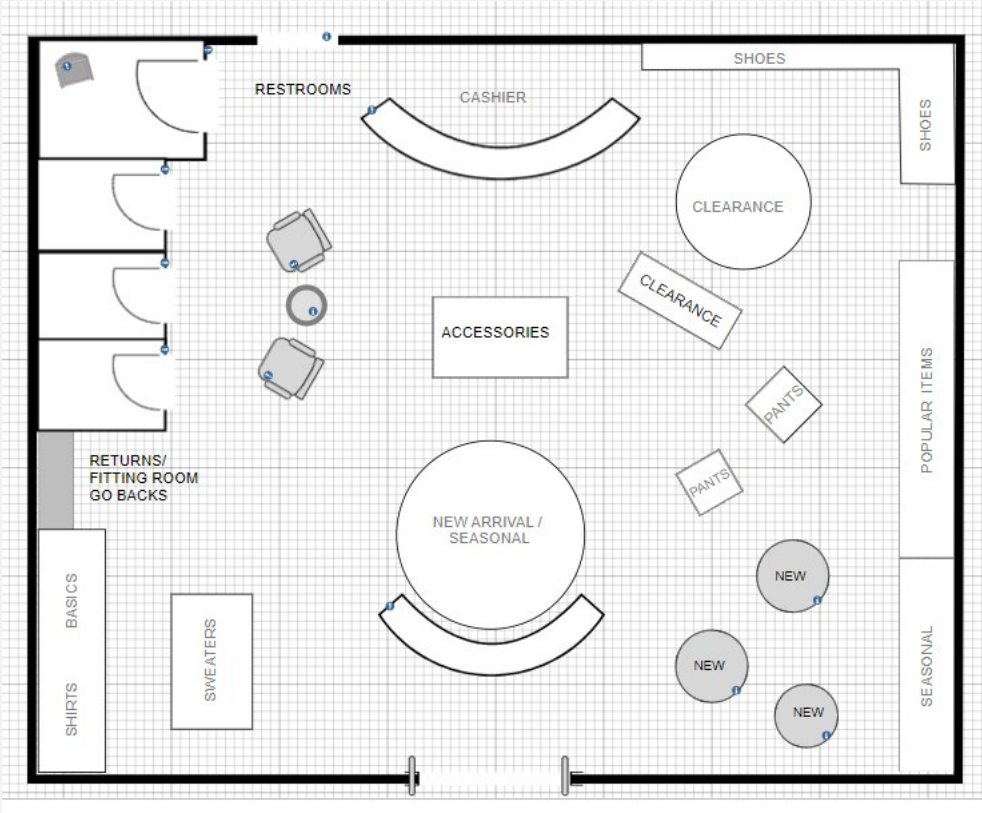 SHOES
RESTROOMS
CASHIER
SHOES
CLEARANCE
CLEARANCE
ACCESSORIES
PANTS
POPULAR ITEMS
RETURNS/
FITTING ROOM
GO BACKS
PANTS
NEW ARRIVAL /
SEASONAL
NEW
BASICS
SWEATERS
NEW
SEASONAL
SHIRTS
NEW